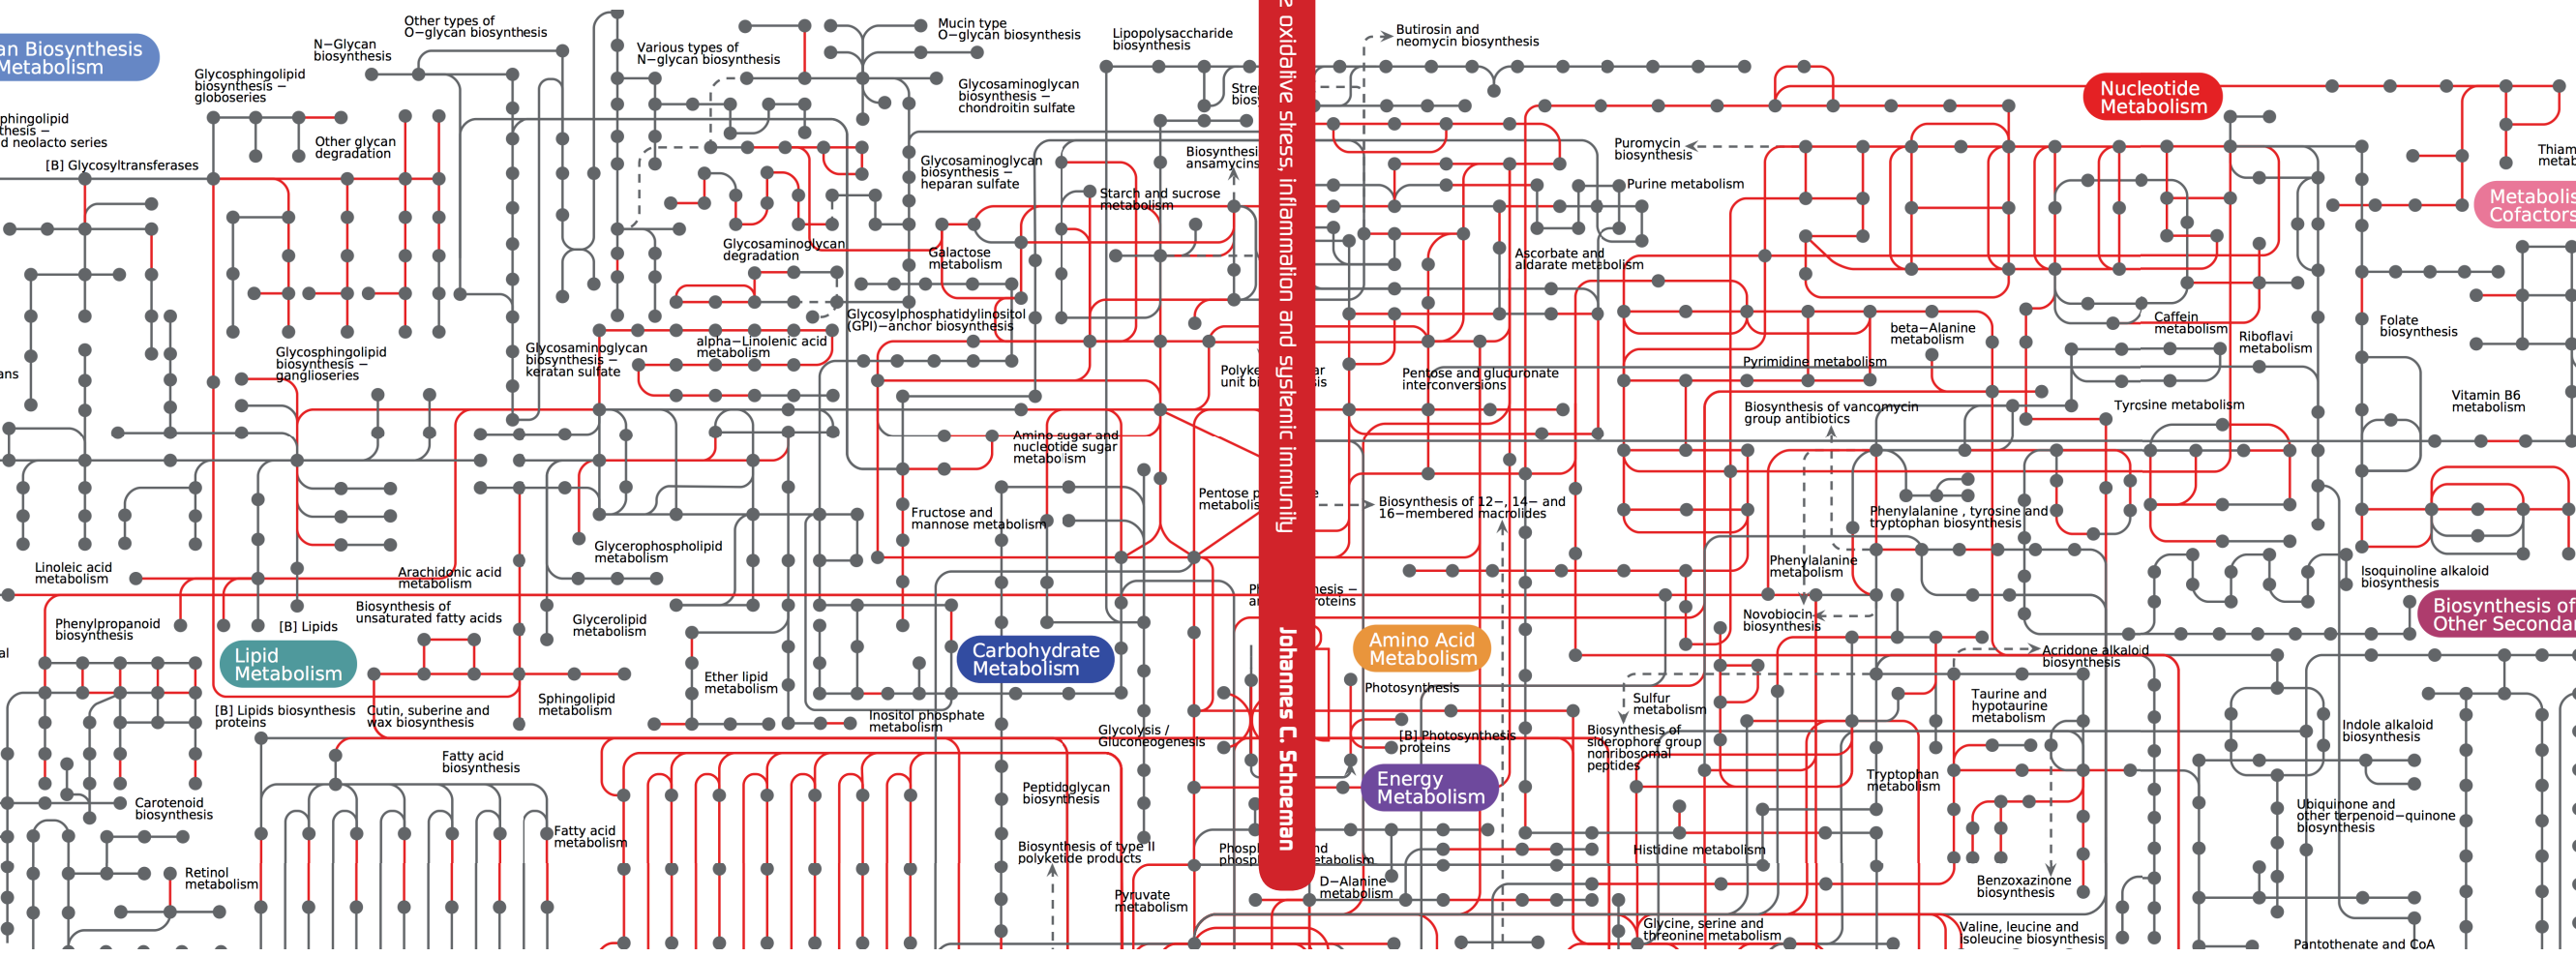 an Biosynthesis
Metabolism
Other types of
O−glycan biosynthesis
N−Glycan
biosynthesis
Various types of
N−glycan biosynthesis
Mucin type
O−glycan biosynthesis
Lipopolysaccharide
biosynthesis
Butirosin and
neomycin biosynthesis
Glycosphingolipid
biosynthesis −
globoseries
Glycosaminoglycan
biosynthesis −
chondroitin sulfate
Nucleotide
Metabolism
phingolipid
thesis −
d neolacto series
Other glycan
degradation
[B] Glycosyltransferases
Puromycin
biosynthesis
Biosynthesis
ansamycins
Glycosaminoglycan
biosynthesis −
heparan sulfate
Starch and sucrose
metabolism
Purine metabolism
Metabolis
Cofactors
Glycosaminoglycan
degradation
Galactose
metabolism
Ascorbate and
aldarate metabolism
Glycosylphosphatidylinositol
(GPI)−anchor biosynthesis
alpha−Linolenic acid
metabolism
Glycosphingolipid
biosynthesis −
ganglioseries
Glycosaminoglycan
biosynthesis −
keratan sulfate
beta−Alanine
metabolism
Caffein
metabolism
Riboflavi
metabolism
Folate
biosynthesis
Pyrimidine metabolism
Pentose and glucuronate
interconversions
Vitamin B6
metabolism
Biosynthesis of vancomycin
group antibiotics
Tyrosine metabolism
oxidative stress, inflammation and systemic immunity
Johannes C. Schoeman
Amino sugar and
nucleotide sugar
metabolism
Fructose and
mannose metabolism
Pentose
Biosynthesis of 12−, 14− and
16−membered macrolides
Phenylalanine , tyrosine and
tryptophan biosynthesis
Glycerophospholipid
metabolism
Linoleic acid
metabolism
Arachidonic acid
metabolism
Phenylalanine
metabolism
Isoquinoline alkaloid
biosynthesis
Biosynthesis of
unsaturated fatty acids
Glycerolipid
metabolism
Novobiocin
biosynthesis
Biosynthesis of
Other Seconda
Phenylpropanoid
biosynthesis
[B] Lipids
Lipid
Metabolism
Carbohydrate
Metabolism
Amino Acid
Metabolism
Acridone alkaloid
biosynthesis
Ether lipid
metabolism
Photosynthesis
Sphingolipid
metabolism
[B] Lipids biosynthesis
proteins
Cutin, suberine and
wax biosynthesis
Inositol phosphate
metabolism
Sulfur
metabolism
Taurine and
hypotaurine
metabolism
Glycolysis /
Gluconeogenesis
[B] Photosynthesis
proteins
Biosynthesis of
siderophore group
nonribosomal
peptides
Indole alkaloid
biosynthesis
Fatty acid
biosynthesis
Energy
Metabolism
Tryptophan
metabolism
Peptidoglycan
biosynthesis
Carotenoid
biosynthesis
Fatty acid
metabolism
Ubiquinone and
other terpenoid−quinone
biosynthesis
Biosynthesis of type II
polyketide products
Histidine metabolism
Retinol
metabolism
D−Alanine
metabolism
Benzoxazinone
biosynthesis
Pyruvate
metabolism
Glycine, serine and
threonine metabolism
Valine, leucine and
isoleucine biosynthesis
Pantothenate and CoA